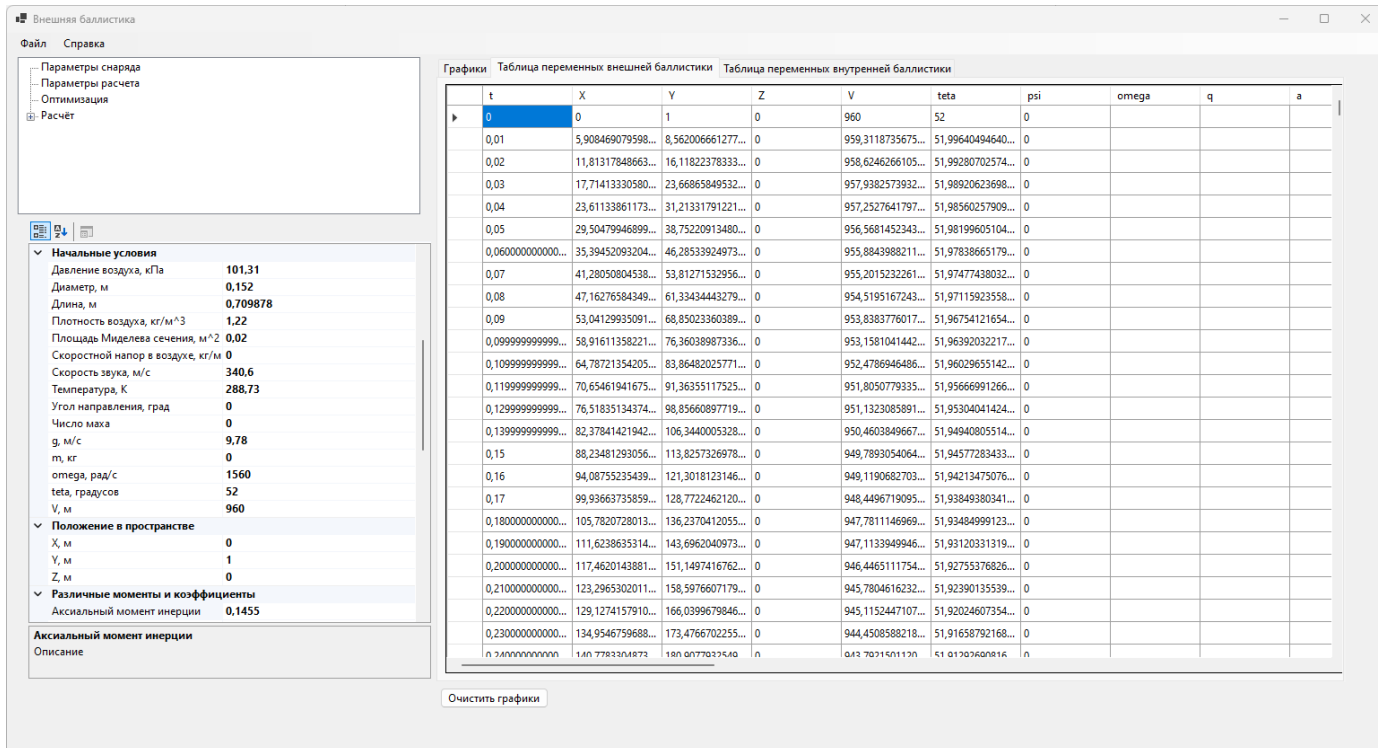 Внешняя баллистика
Файл Справка
Параметры снаряда
Параметры расчета
Оптимизация
Расчёт
Начальные условия
Давление воздуха, кПа 101,31
Диаметр, м 0,152
Длина, м 0,709878
Плотность воздуха, кг/м^3 1,22
Площадь Миделева сечения, м^2 0,02
Скоростной напор в воздухе, кг/м 0
Скорость звука, м/с 340,6
Температура, К 288,73
Угол направления, град 0
Число маха 0
g, м/с 9,78
m, кг 0
omega, рад/с 1560
teta, градусов 52
V, м 960
Положение в пространстве
X, м 0
Y, м 1
Z, м 0
Различные моменты и коэффициенты
Аксиальный момент инерции 0,1455
Аксиальный момент инерции
Описание
Графики Таблица переменных внешней баллистики Таблица переменных внутренней баллистики
t X Y Z V teta psi omega q a
0 0 1 0 960 52 0
0,01 5,908469079598... 8,562006661277... 0 959,3118735675... 51,99640494640... 0
0,02 11,81317848663... 16,11822378333... 0 958,6246266105... 51,99280702574... 0
0,03 17,71413330580... 23,66865849532... 0 957,9382573932... 51,98920623698... 0
0,04 23,61133861173... 31,21331791221... 0 957,2527641797... 51,98560257909... 0
0,05 29,50479946899... 38,75220913480... 0 956,5681452343... 51,98199605104... 0
0,060000000000... 35,39452093204... 46,28533924973... 0 955,8843988211... 51,97838665179... 0
0,07 41,28050804538... 53,81271532956... 0 955,2015232261... 51,97477438032... 0
0,08 47,16276584349... 61,33434443279... 0 954,5195167243... 51,97115923558... 0
0,09 53,04129935091... 68,85023360389... 0 953,8383776017... 51,96754121654... 0
0,099999999999... 58,91611358221... 76,36038987336... 0 953,1581041442... 51,96392032217... 0
0,109999999999... 64,78721354205... 83,86482025771... 0 952,4786946486... 51,96029655142... 0
0,119999999999... 70,65461941675... 91,36355117525... 0 951,8050779335... 51,95666991266... 0
0,129999999999... 76,51835134374... 98,85660897719... 0 951,1323085891... 51,95304041424... 0
0,139999999999... 82,37841421942... 106,3440005328... 0 950,4603849667... 51,94940805514... 0
0,15 88,23481293056... 113,8257326978... 0 949,7893054064... 51,94577283433... 0
0,16 94,08755235439... 121,3018123146... 0 949,1190682703... 51,94213475076... 0
0,17 99,93663735859... 128,7722462120... 0 948,4496719095... 51,93849380341... 0
0,180000000000... 105,7820728013... 136,2370412055... 0 947,7811146969... 51,93484999123... 0
0,190000000000... 111,6238635314... 143,6962040973... 0 947,1133949946... 51,93120331319... 0
0,200000000000... 117,4620143881... 151,1497416762... 0 946,4465111754... 51,92755376826... 0
0,210000000000... 123,2965302011... 158,5976607179... 0 945,7804616232... 51,92390135539... 0
0,220000000000... 129,1274157910... 166,0399679846... 0 945,1152447107... 51,92024607354... 0
0,230000000000... 134,9546759688... 173,4766702255... 0 944,4508588218... 51,91658792168... 0
0,240000000000 140,7783304873 180,9077932549 0 943,7921501120 51,91292690816 0
Очистить графики